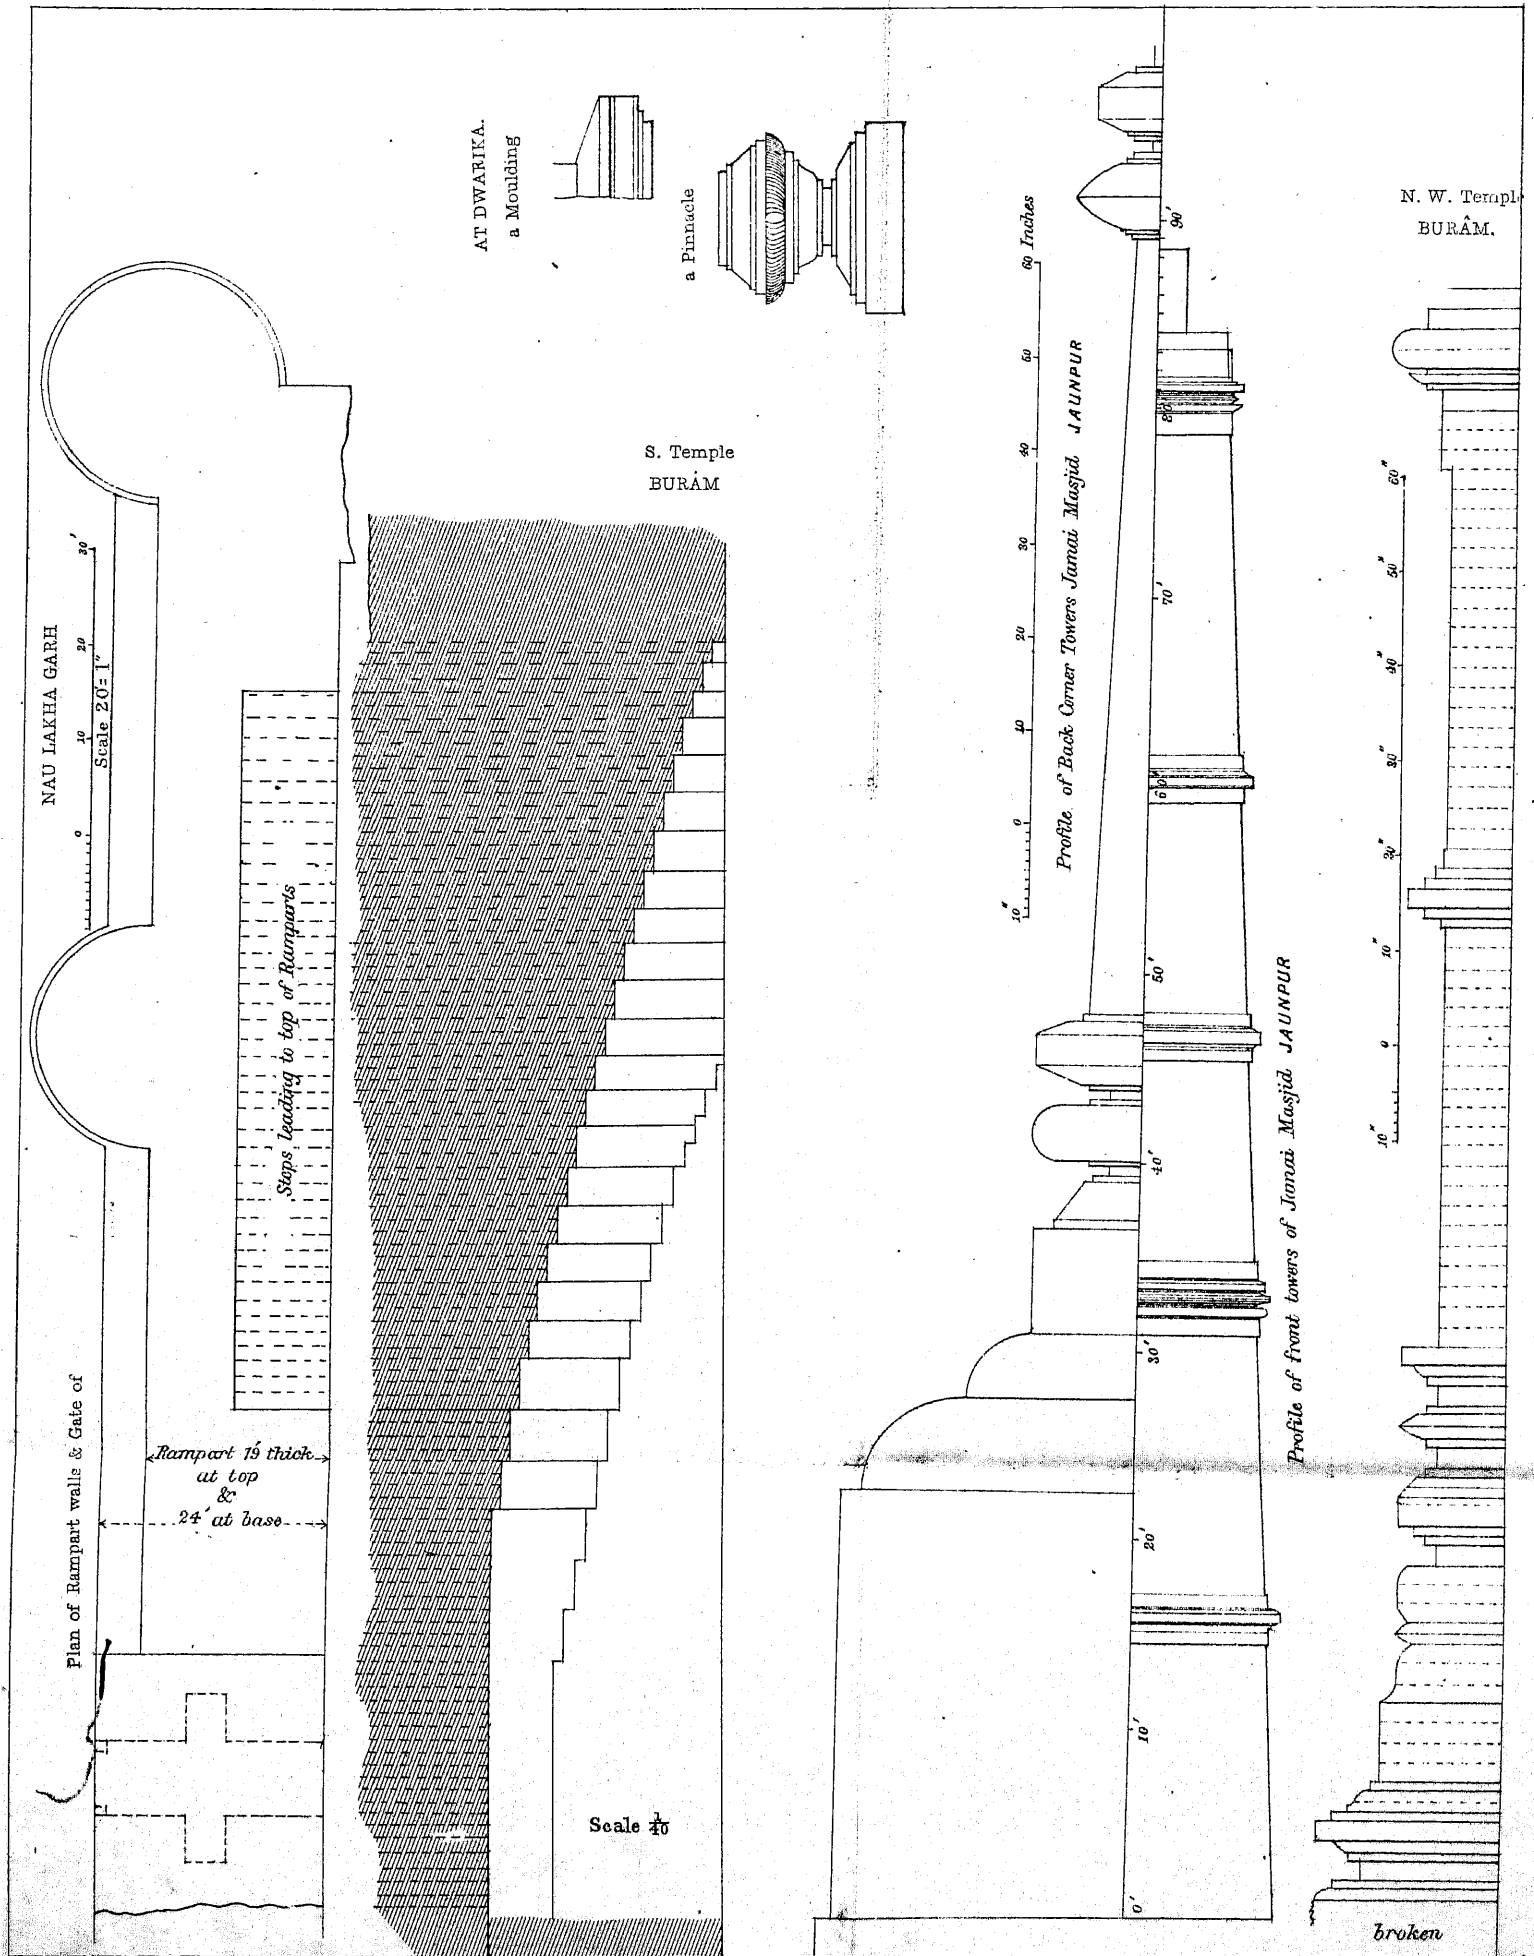 Plan of Rampart walls & Gate of
NAU LAKHA GARH
0 10 20 30'
Scale 20'=1"
Rampart 19' thick
at top
&
24' at base
Steps leading to top of Ramparts
AT DWARIKA.
a Moulding
a Pinnacle
S. Temple
BURÂM
Scale 1/40
10" 0 10 20 30 40 50 60 Inches
Profile of Back Corner Towers Jamai Masjid JAUNPUR
0' 10' 20' 30' 40' 50' 60' 70' 80' 90'
Profile of front towers of Jamai Masjid JAUNPUR
N. W. Temple
BURÂM.
10" 0 10" 20" 30" 40" 50" 60"
broken